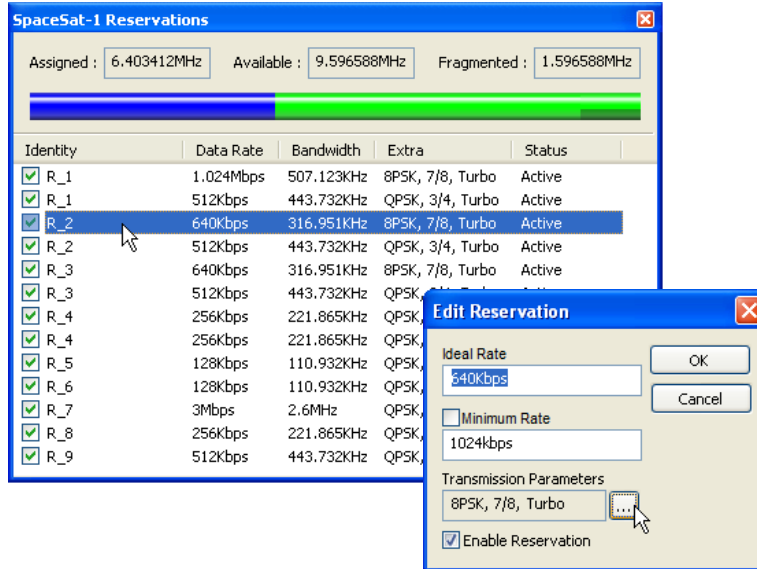 SpaceSat-1 Reservations
Assigned : 6.403412MHz Available : 9.596588MHz Fragmented : 1.596588MHz
Identity Data Rate Bandwidth Extra Status
R_1 1.024Mbps 507.123KHz 8PSK, 7/8, Turbo Active
R_1 512Kbps 443.732KHz QPSK, 3/4, Turbo Active
R_2 640Kbps 316.951KHz 8PSK, 7/8, Turbo Active
R_2 512Kbps 443.732KHz QPSK, 3/4, Turbo Active
R_3 640Kbps 316.951KHz 8PSK, 7/8, Turbo Active
R_3 512Kbps 443.732KHz QPSK,
R_4 256Kbps 221.865KHz QPSK,
R_4 256Kbps 221.865KHz QPSK,
R_5 128Kbps 110.932KHz QPSK,
R_6 128Kbps 110.932KHz QPSK,
R_7 3Mbps 2.6MHz QPSK,
R_8 256Kbps 221.865KHz QPSK,
R_9 512Kbps 443.732KHz QPSK,
Edit Reservation
Ideal Rate
640Kbps
OK
Cancel
Minimum Rate
1024kbps
Transmission Parameters
8PSK, 7/8, Turbo ...
Enable Reservation